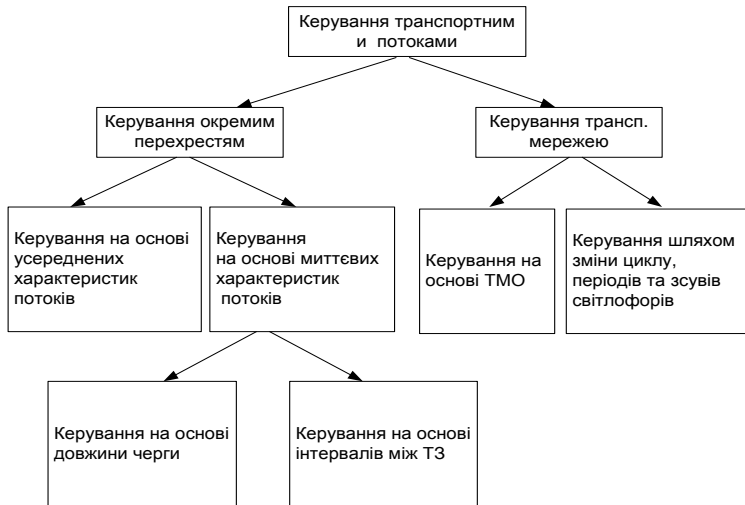 Керування транспортним
и потоками
Керування окремим
перехрестям
Керування трансп.
мережею
Керування на основі
усереднених
характеристик
потоків
Керування
на основі миттєвих
характеристик
потоків
Керування на
основі ТМО
Керування шляхом
зміни циклу,
періодів та зсувів
світлофорів
Керування на основі
довжини черги
Керування на основі
інтервалів між ТЗ